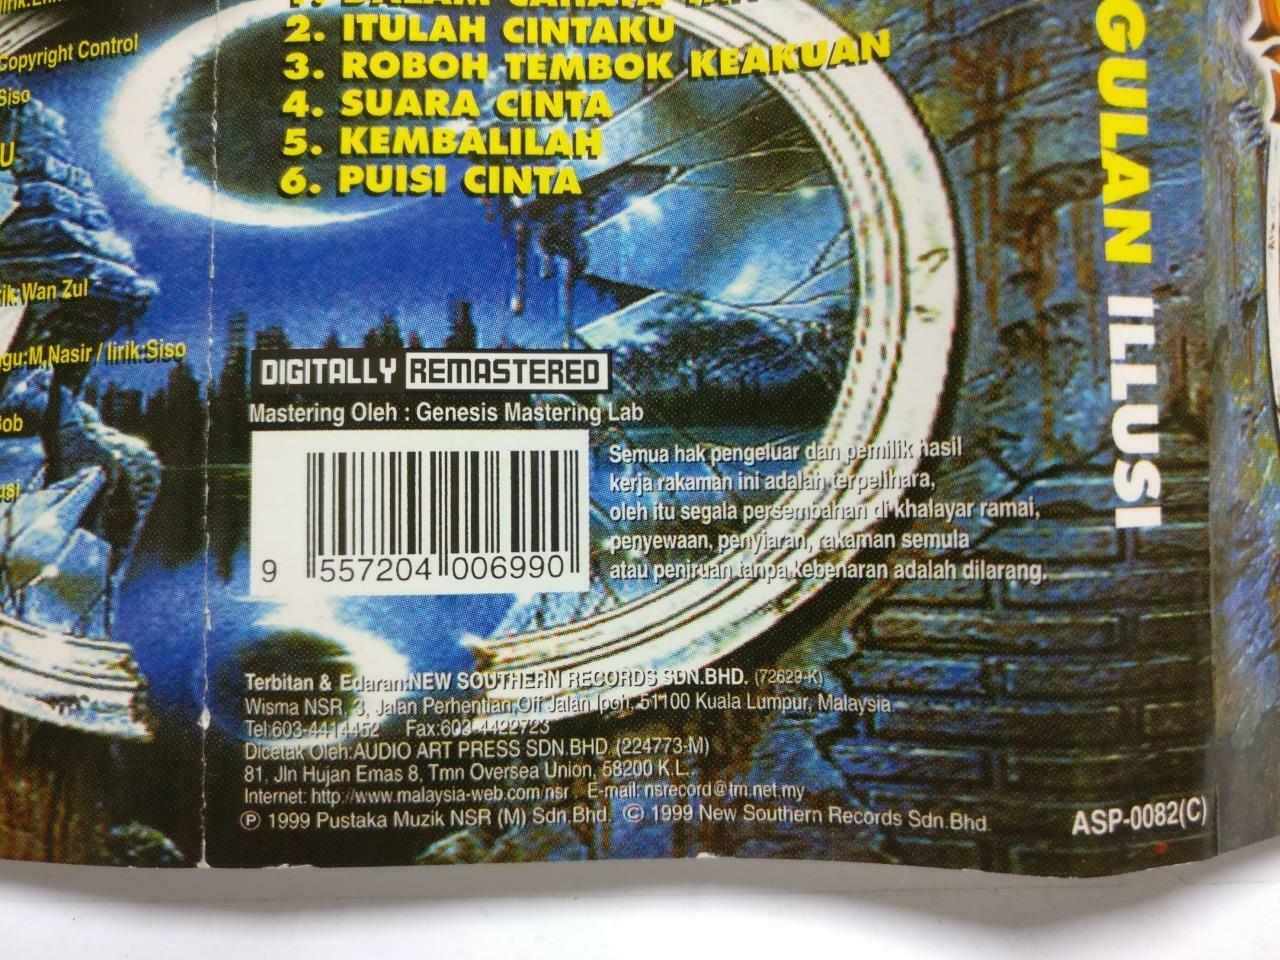 Copyright Control
Siso
U
Wan Zul
M.Nasir / lirik:Siso
2. ITULAH CINTAKU
3. ROBOH TEMBOK KEAKUAN
4. SUARA CINTA
5. KEMBALILAH
6. PUISI CINTA
DIGITALLY REMASTERED
Mastering Oleh : Genesis Mastering Lab
9 557204 006990
Semua hak pengeluar dan pemilik hasil
kerja rakaman ini adalah terpelihara,
oleh itu segala persembahan di khalayar ramai,
penyewaan, penyiaran, rakaman semula
atau peniruan tanpa kebenaran adalah dilarang.
Terbitan & Edaran:NEW SOUTHERN RECORDS SDN.BHD. (72629-K)
Wisma NSR, 3, Jalan Perhentian,Off Jalan Ipoh, 51100 Kuala Lumpur, Malaysia.
Tel:603-4414452 Fax:603-4422723
Dicetak Oleh:AUDIO ART PRESS SDN.BHD. (224773-M)
81, Jln Hujan Emas 8, Tmn Oversea Union, 58200 K.L.
Internet: http://www.malaysia-web.com/nsr E-mail: nsrecord@tm.net.my
Ⓟ 1999 Pustaka Muzik NSR (M) Sdn.Bhd. © 1999 New Southern Records Sdn.Bhd.
ASP-0082(C)
GULAN ILLUSI